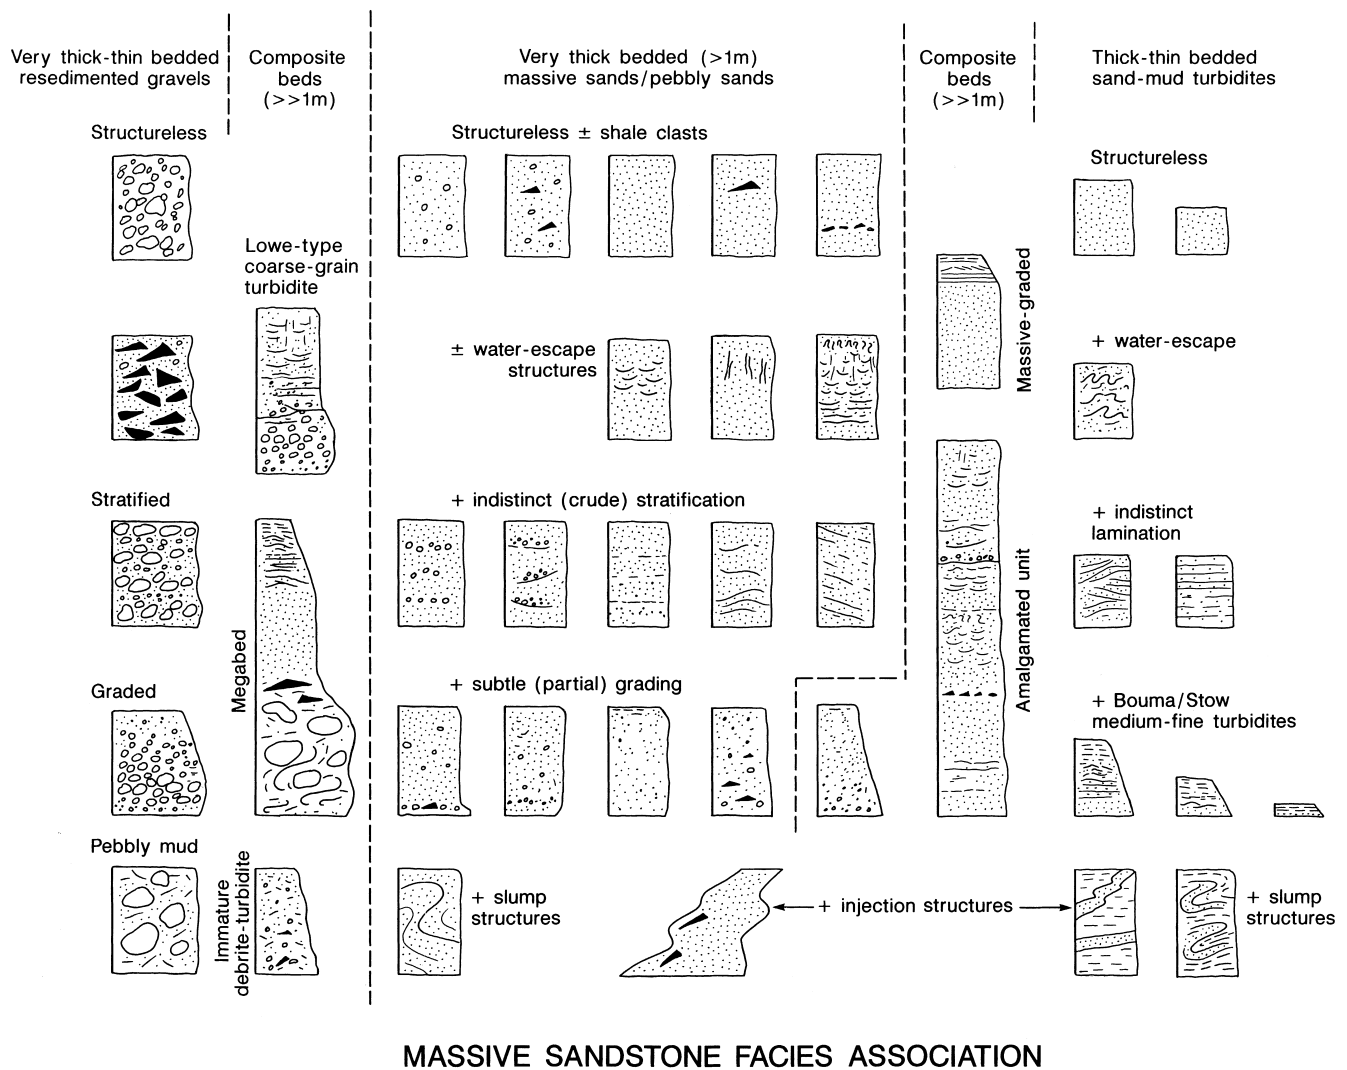 Very thick-thin bedded
resedimented gravels
Composite
beds
(>>1m)
Very thick bedded (>1m)
massive sands/pebbly sands
Composite
beds
(>>1m)
Thick-thin bedded
sand-mud turbidites
Structureless
Structureless ± shale clasts
Structureless
Lowe-type
coarse-grain
turbidite
Massive-graded
± water-escape
structures
+ water-escape
Stratified
+ indistinct (crude) stratification
+ indistinct
lamination
Megabed
Amalgamated unit
Graded
+ subtle (partial) grading
+ Bouma/Stow
medium-fine turbidites
Pebbly mud
Immature
debrite-turbidite
+ slump
structures
+ injection structures
+ slump
structures
MASSIVE SANDSTONE FACIES ASSOCIATION